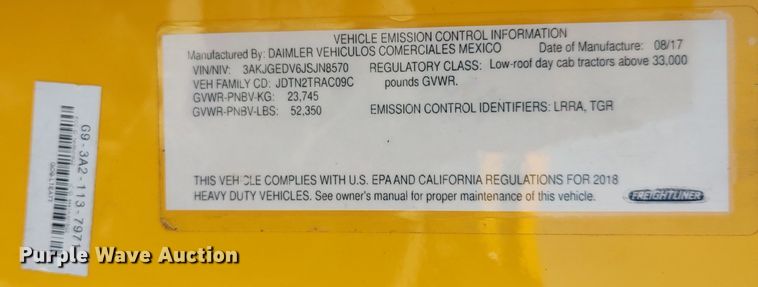 VEHICLE EMISSION CONTROL INFORMATION
Manufactured By: DAIMLER VEHICULOS COMERCIALES MEXICO Date of Manufacture: 08/17
VIN/NIV: 3AKJGEDV6JSJN8570 REGULATORY CLASS: Low-roof day cab tractors above 33,000
VEH FAMILY CD: JDTN2TRAC09C pounds GVWR.
GVWR-PNBV-KG: 23,745
GVWR-PNBV-LBS: 52,350 EMISSION CONTROL IDENTIFIERS: LRRA, TGR
THIS VEHICLE COMPLIES WITH U.S. EPA AND CALIFORNIA REGULATIONS FOR 2018
HEAVY DUTY VEHICLES. See owner's manual for proper maintenance of this vehicle.
FREIGHTLINER
G9-3A2-113-797
Purple Wave Auction